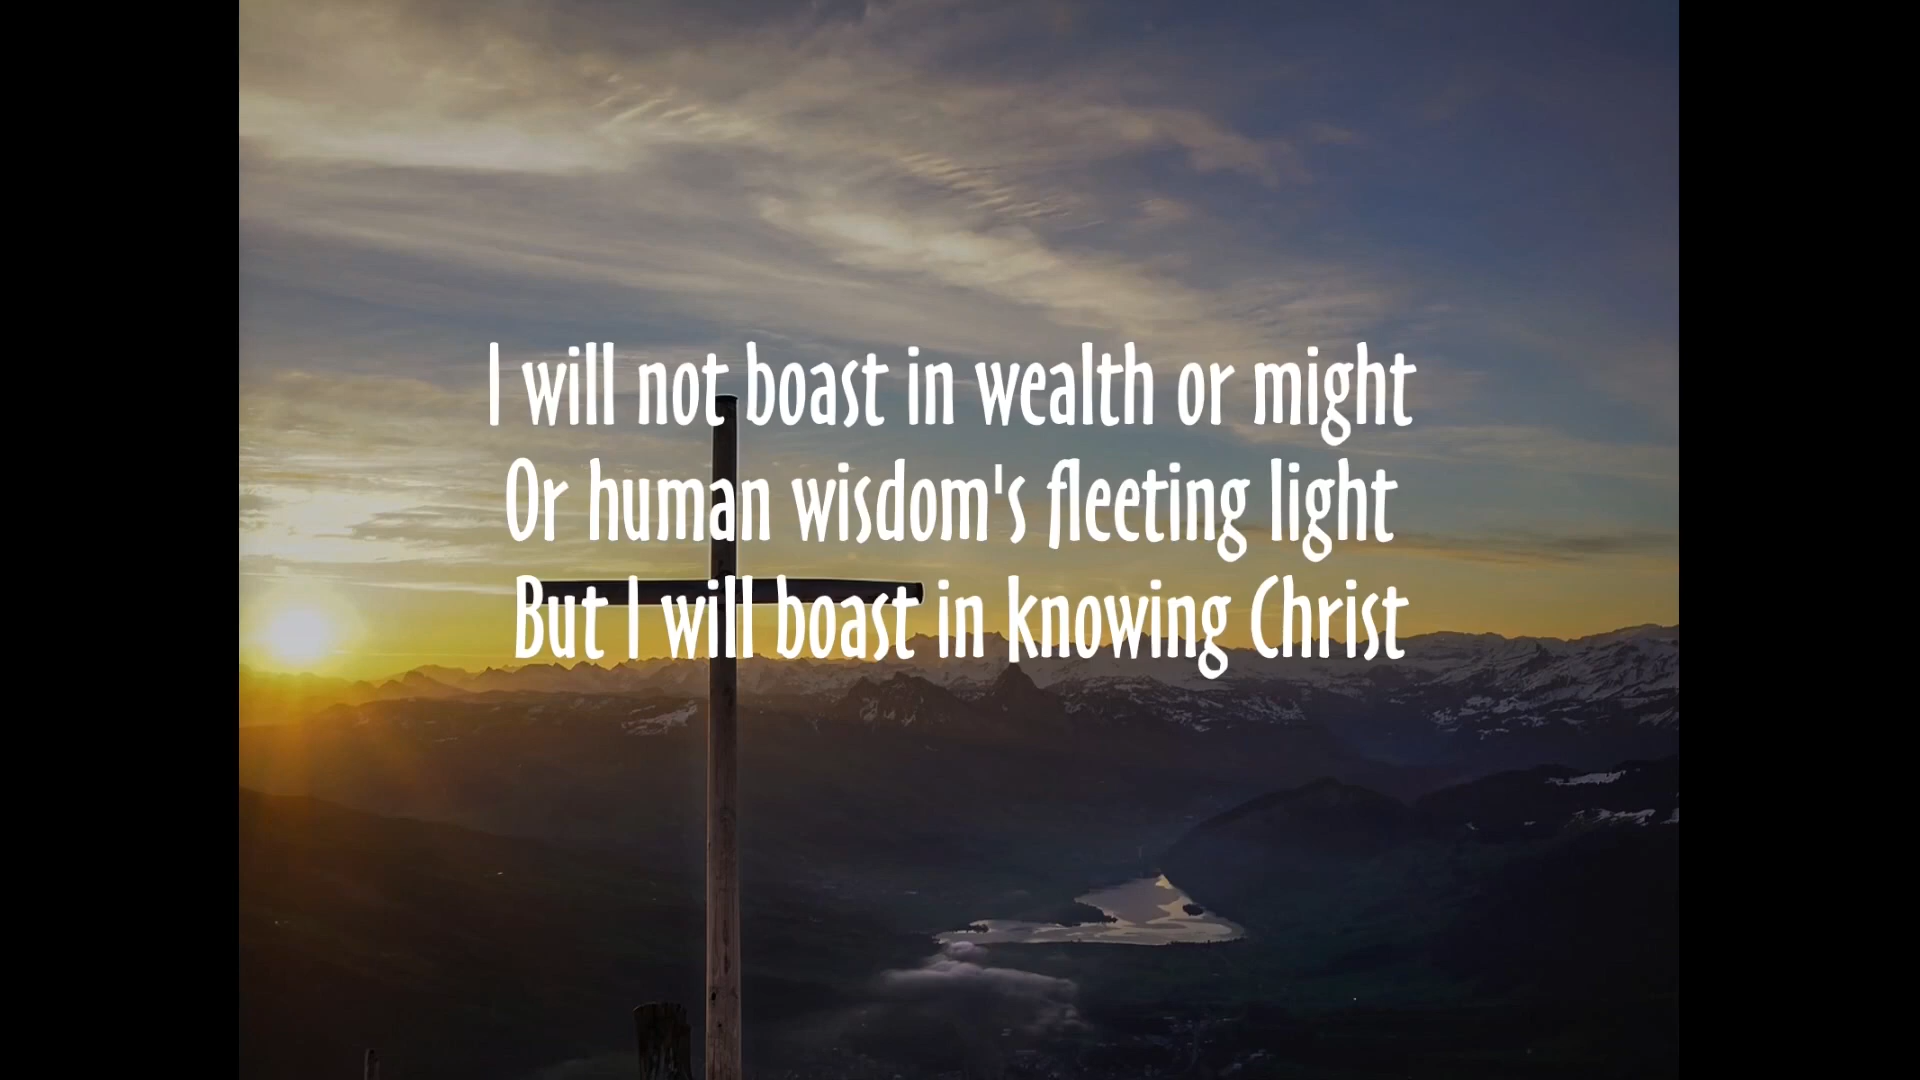 I will not boast in wealth or might
Or human wisdom's fleeting light
But I will boast in knowing Christ